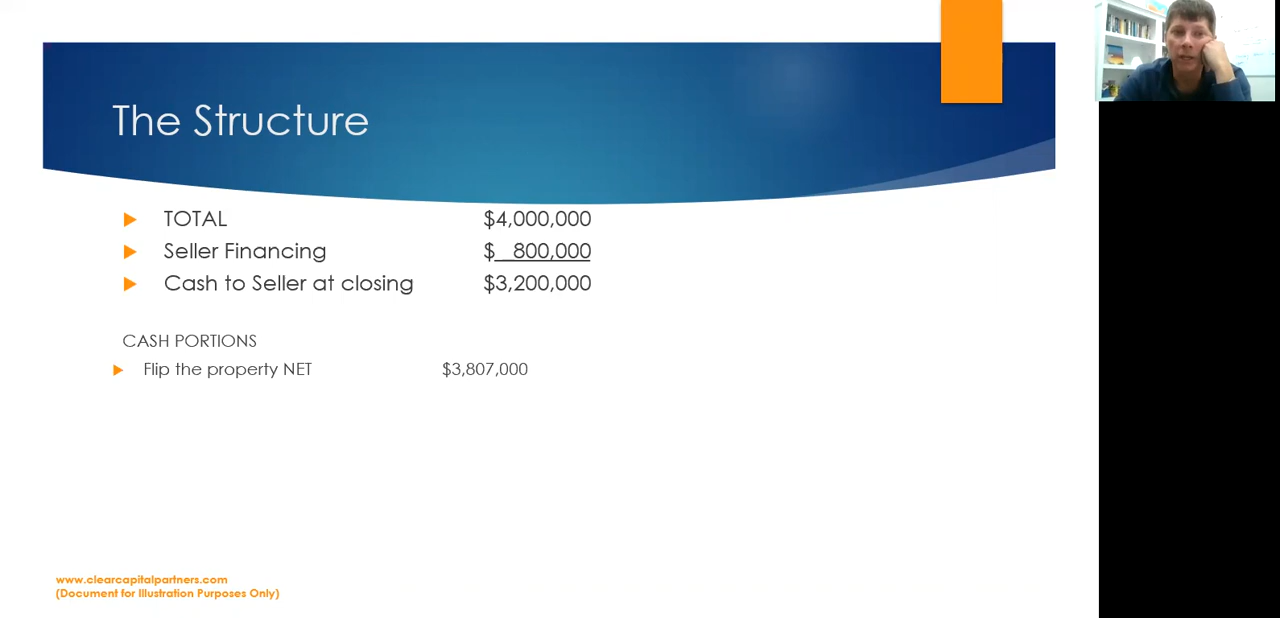 The Structure
TOTAL $4,000,000
Seller Financing $ 800,000
Cash to Seller at closing $3,200,000
CASH PORTIONS
Flip the property NET $3,807,000
www.clearcapitalpartners.com
(Document for Illustration Purposes Only)